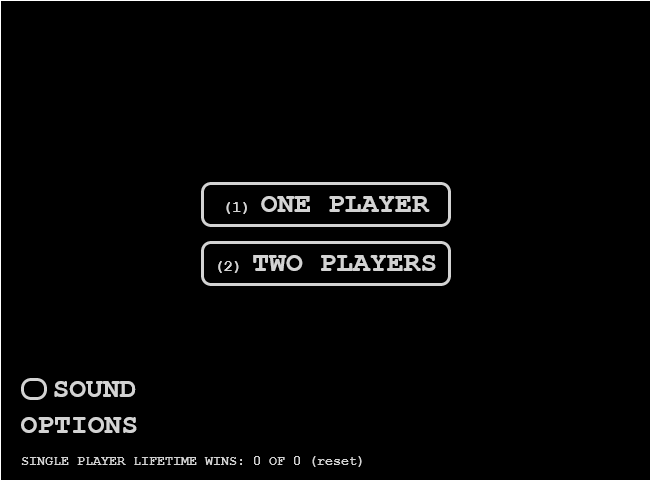 (1) ONE PLAYER
(2) TWO PLAYERS
SOUND
OPTIONS
SINGLE PLAYER LIFETIME WINS: 0 OF 0 (reset)